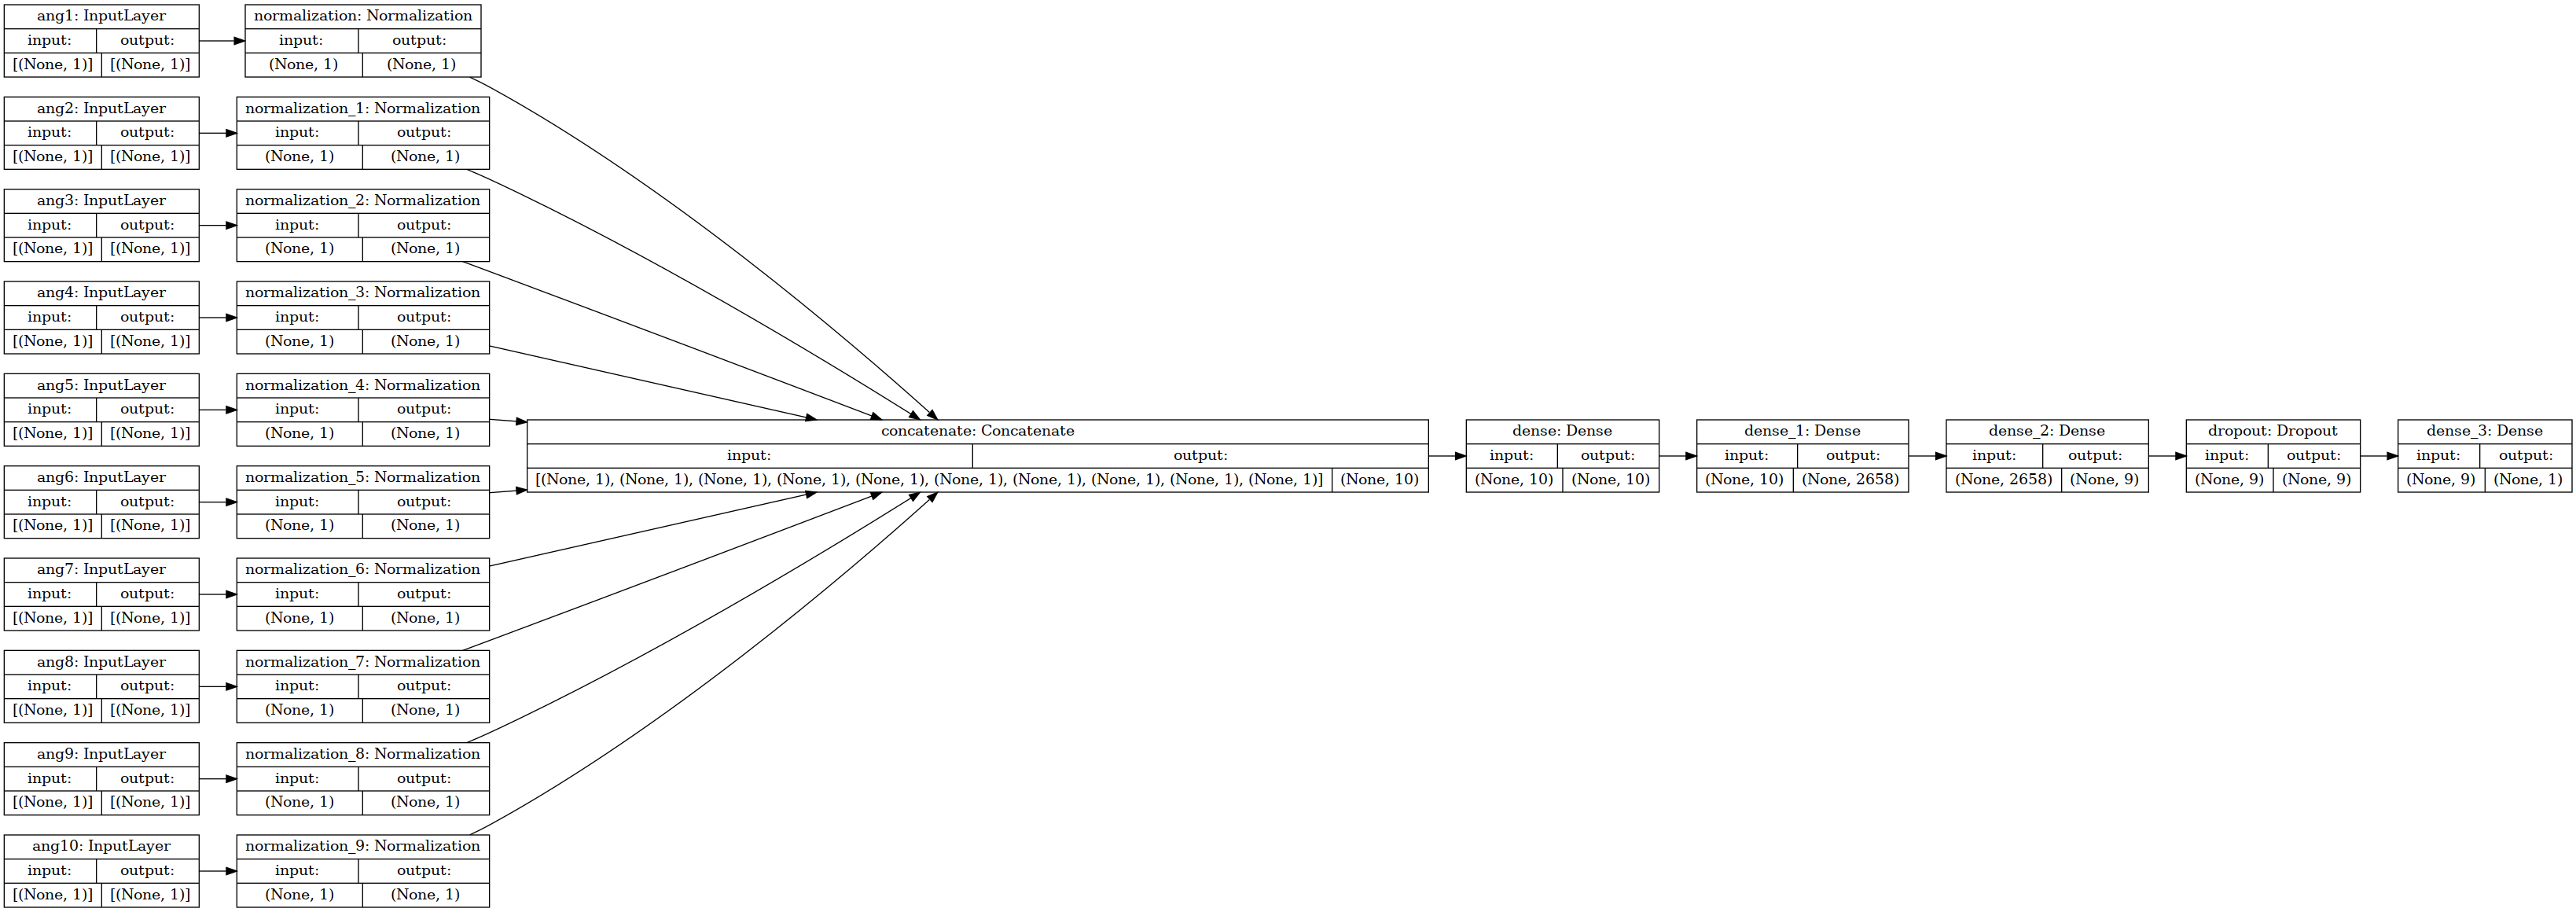 ang1: InputLayer
input: output:
[(None, 1)] [(None, 1)]
normalization: Normalization
input: output:
(None, 1) (None, 1)
ang2: InputLayer
input: output:
[(None, 1)] [(None, 1)]
normalization_1: Normalization
input: output:
(None, 1) (None, 1)
ang3: InputLayer
input: output:
[(None, 1)] [(None, 1)]
normalization_2: Normalization
input: output:
(None, 1) (None, 1)
ang4: InputLayer
input: output:
[(None, 1)] [(None, 1)]
normalization_3: Normalization
input: output:
(None, 1) (None, 1)
ang5: InputLayer
input: output:
[(None, 1)] [(None, 1)]
normalization_4: Normalization
input: output:
(None, 1) (None, 1)
ang6: InputLayer
input: output:
[(None, 1)] [(None, 1)]
normalization_5: Normalization
input: output:
(None, 1) (None, 1)
ang7: InputLayer
input: output:
[(None, 1)] [(None, 1)]
normalization_6: Normalization
input: output:
(None, 1) (None, 1)
ang8: InputLayer
input: output:
[(None, 1)] [(None, 1)]
normalization_7: Normalization
input: output:
(None, 1) (None, 1)
ang9: InputLayer
input: output:
[(None, 1)] [(None, 1)]
normalization_8: Normalization
input: output:
(None, 1) (None, 1)
ang10: InputLayer
input: output:
[(None, 1)] [(None, 1)]
normalization_9: Normalization
input: output:
(None, 1) (None, 1)
concatenate: Concatenate
input: output:
[(None, 1), (None, 1), (None, 1), (None, 1), (None, 1), (None, 1), (None, 1), (None, 1), (None, 1), (None, 1)] (None, 10)
dense: Dense
input: output:
(None, 10) (None, 10)
dense_1: Dense
input: output:
(None, 10) (None, 2658)
dense_2: Dense
input: output:
(None, 2658) (None, 9)
dropout: Dropout
input: output:
(None, 9) (None, 9)
dense_3: Dense
input: output:
(None, 9) (None, 1)